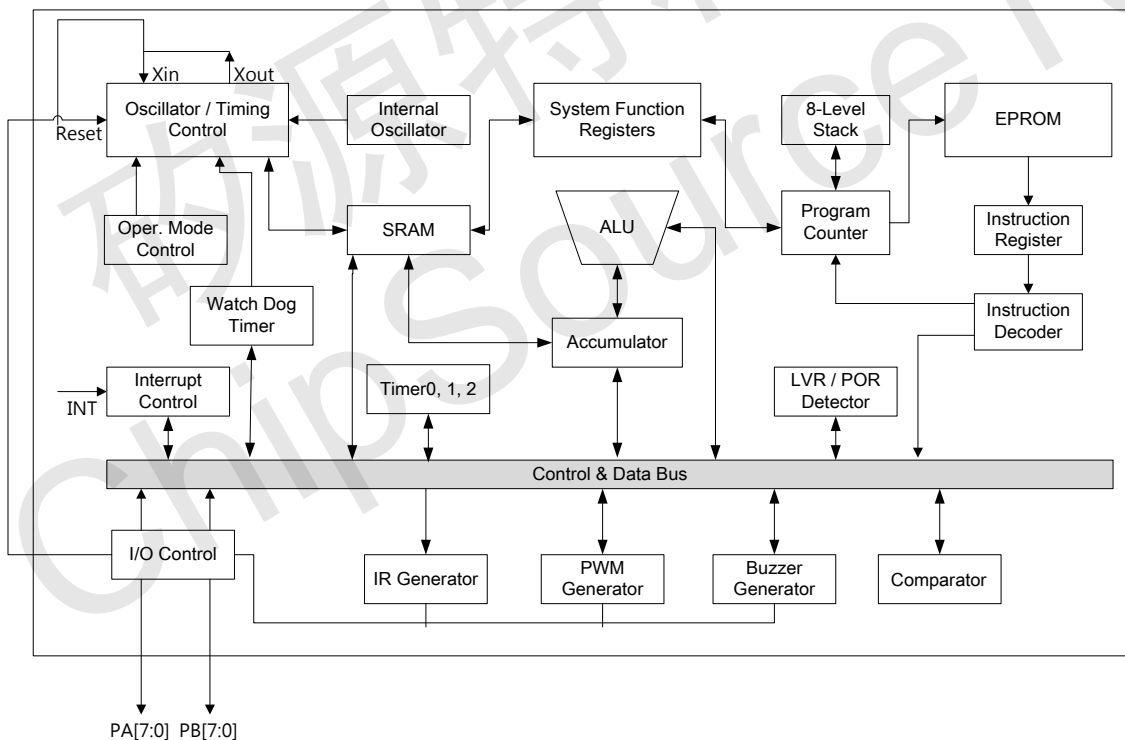 Xin
Xout
Oscillator / Timing
Control
Reset
Internal
Oscillator
System Function
Registers
8-Level
Stack
EPROM
Oper. Mode
Control
SRAM
ALU
Program
Counter
Instruction
Register
Watch Dog
Timer
Accumulator
Instruction
Decoder
Interrupt
Control
INT
Timer0, 1, 2
LVR / POR
Detector
Control & Data Bus
I/O Control
IR Generator
PWM
Generator
Buzzer
Generator
Comparator
PA[7:0]
PB[7:0]
矽源特
ChipSource